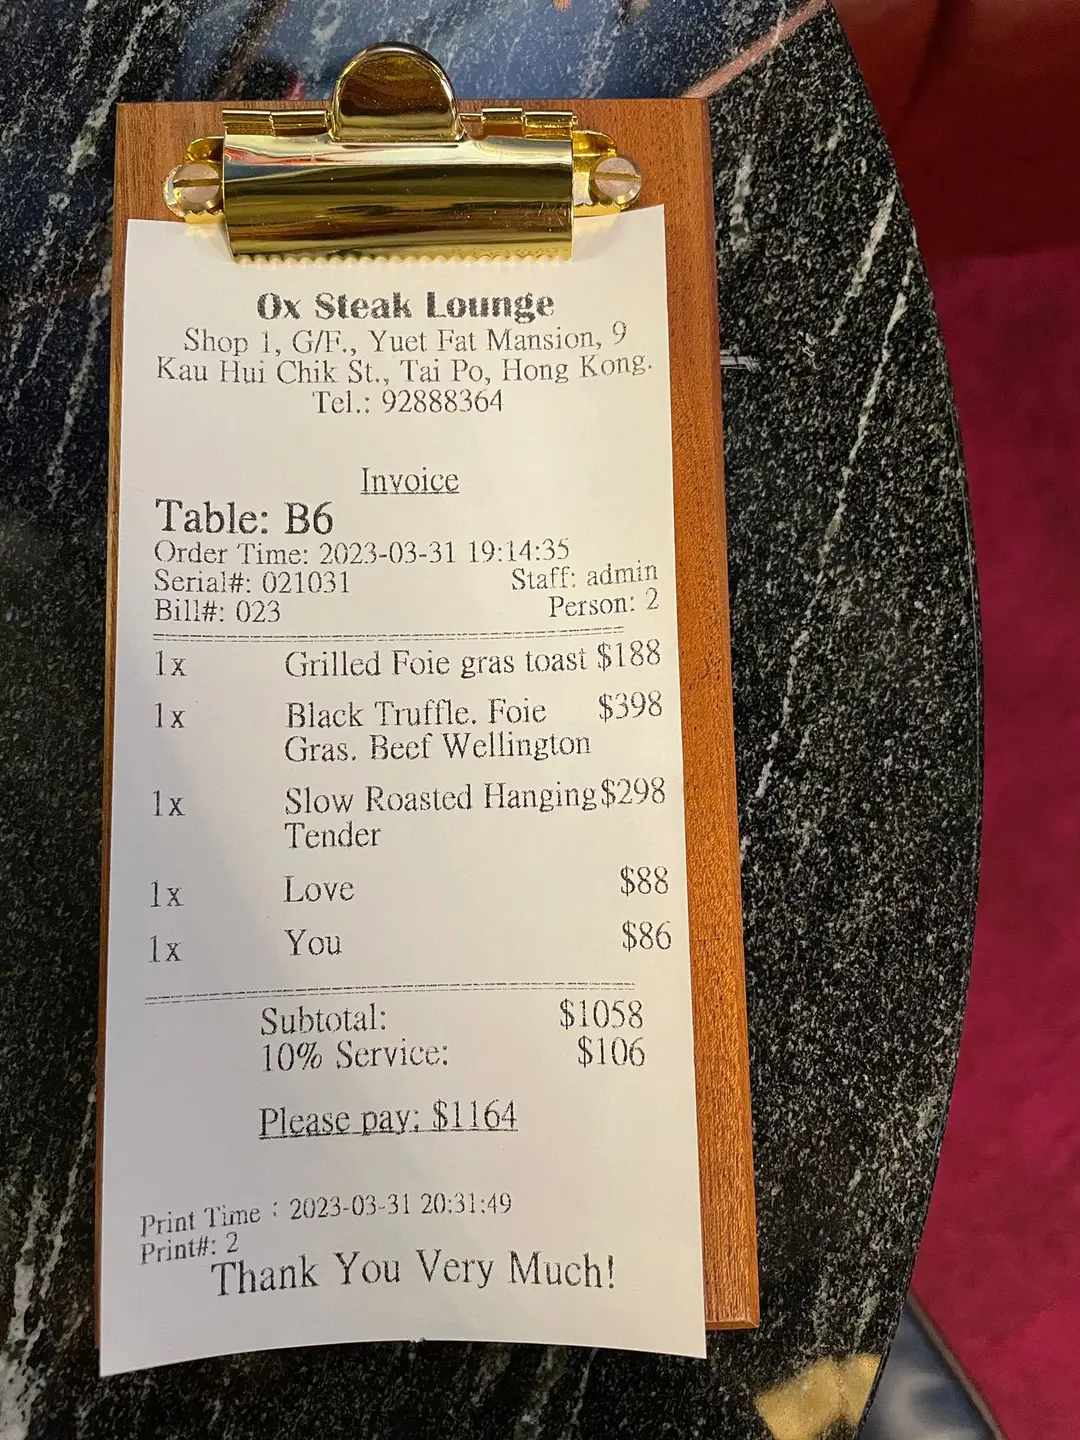 Ox Steak Lounge
Shop 1, G/F., Yuet Fat Mansion, 9
Kau Hui Chik St., Tai Po, Hong Kong.
Tel.: 92888364
Invoice
Table: B6
Order Time: 2023-03-31 19:14:35
Serial#: 021031 Staff: admin
Bill#: 023 Person: 2
1x Grilled Foie gras toast $188
1x Black Truffle. Foie $398
Gras. Beef Wellington
1x Slow Roasted Hanging $298
Tender
1x Love $88
1x You $86
Subtotal: $1058
10% Service: $106
Please pay: $1164
Print Time : 2023-03-31 20:31:49
Print#: 2
Thank You Very Much!